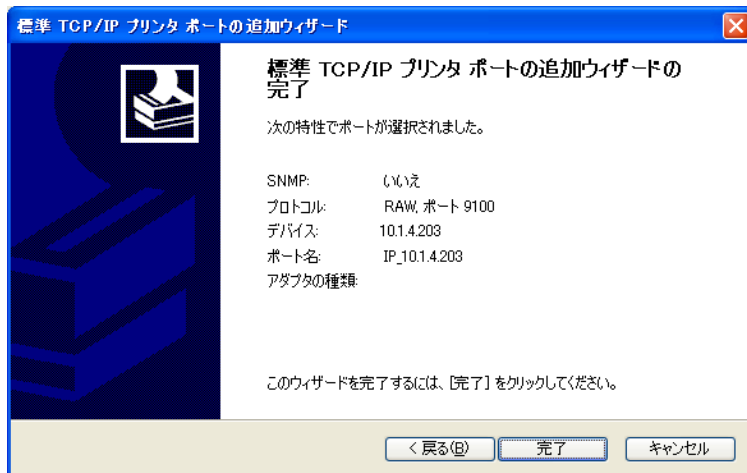 標準 TCP/IP プリンタ ポートの追加ウィザード
標準 TCP/IP プリンタ ポートの追加ウィザードの
完了
次の特性でポートが選択されました。
SNMP: いいえ
プロトコル: RAW, ポート 9100
デバイス: 10.1.4.203
ポート名: IP_10.1.4.203
アダプタの種類:
このウィザードを完了するには、[完了] をクリックしてください。
< 戻る(B) 完了 キャンセル